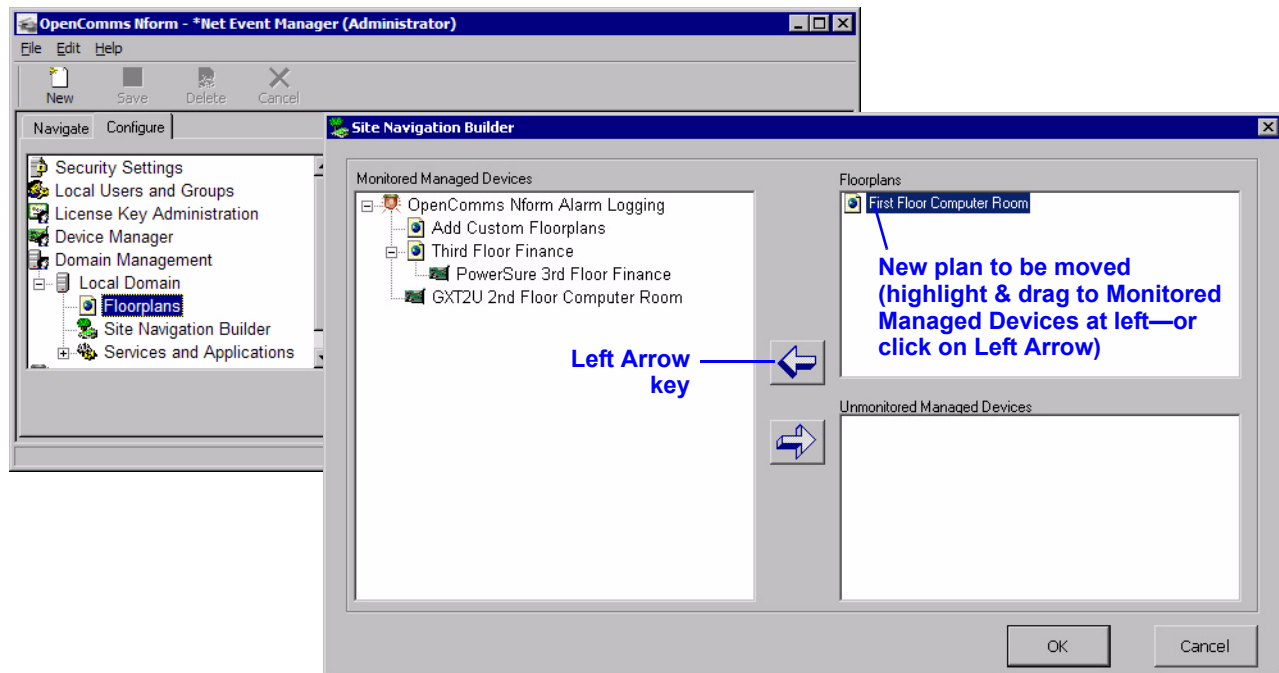 OpenComms Nform - *Net Event Manager (Administrator)
File Edit Help
New Save Delete Cancel
Navigate Configure
Security Settings
Local Users and Groups
License Key Administration
Device Manager
Domain Management
Local Domain
Floorplans
Site Navigation Builder
Services and Applications
Site Navigation Builder
Monitored Managed Devices
OpenComms Nform Alarm Logging
Add Custom Floorplans
Third Floor Finance
PowerSure 3rd Floor Finance
GXT2U 2nd Floor Computer Room
Left Arrow
key
Floorplans
First Floor Computer Room
New plan to be moved
(highlight & drag to Monitored
Managed Devices at left—or
click on Left Arrow)
Unmonitored Managed Devices
OK Cancel